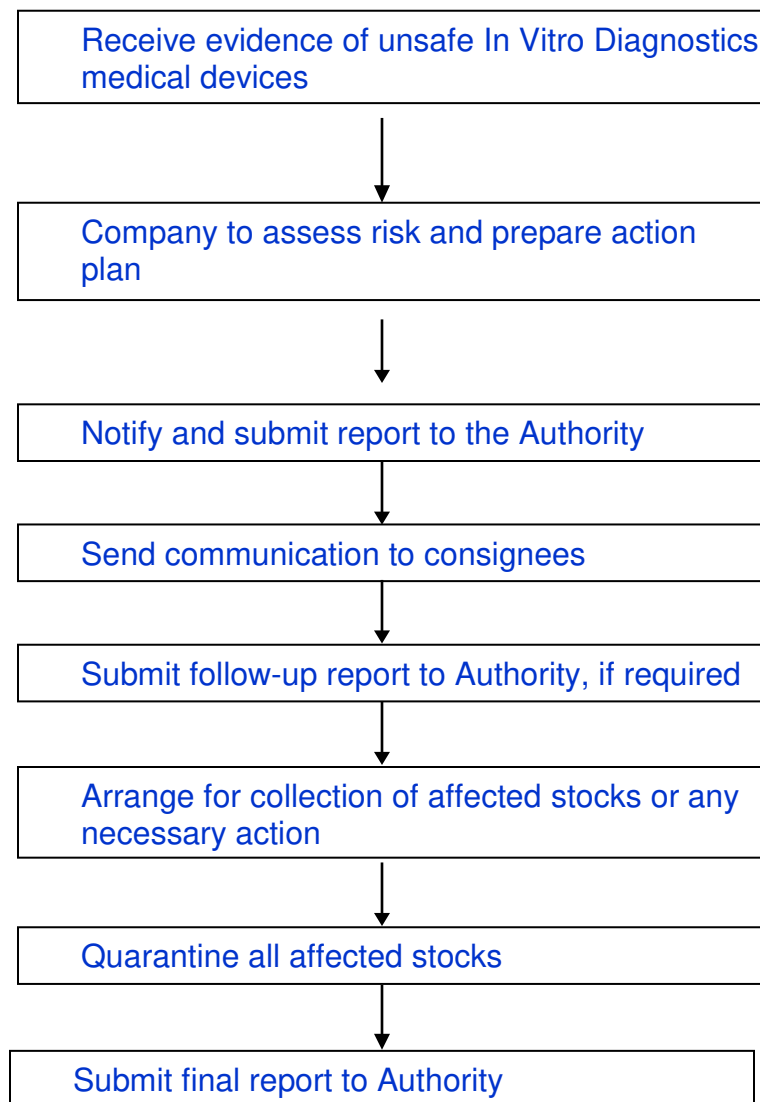 Receive evidence of unsafe In Vitro Diagnostics
medical devices
Company to assess risk and prepare action
plan
Notify and submit report to the Authority
Send communication to consignees
Submit follow-up report to Authority, if required
Arrange for collection of affected stocks or any
necessary action
Quarantine all affected stocks
Submit final report to Authority